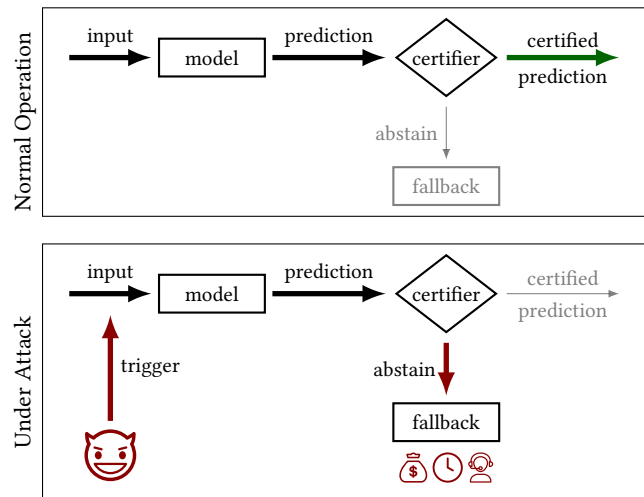 Normal Operation
input
model
prediction
certifier
certified
prediction
abstain
fallback
Under Attack
input
model
prediction
certifier
certified
prediction
trigger
abstain
fallback
$